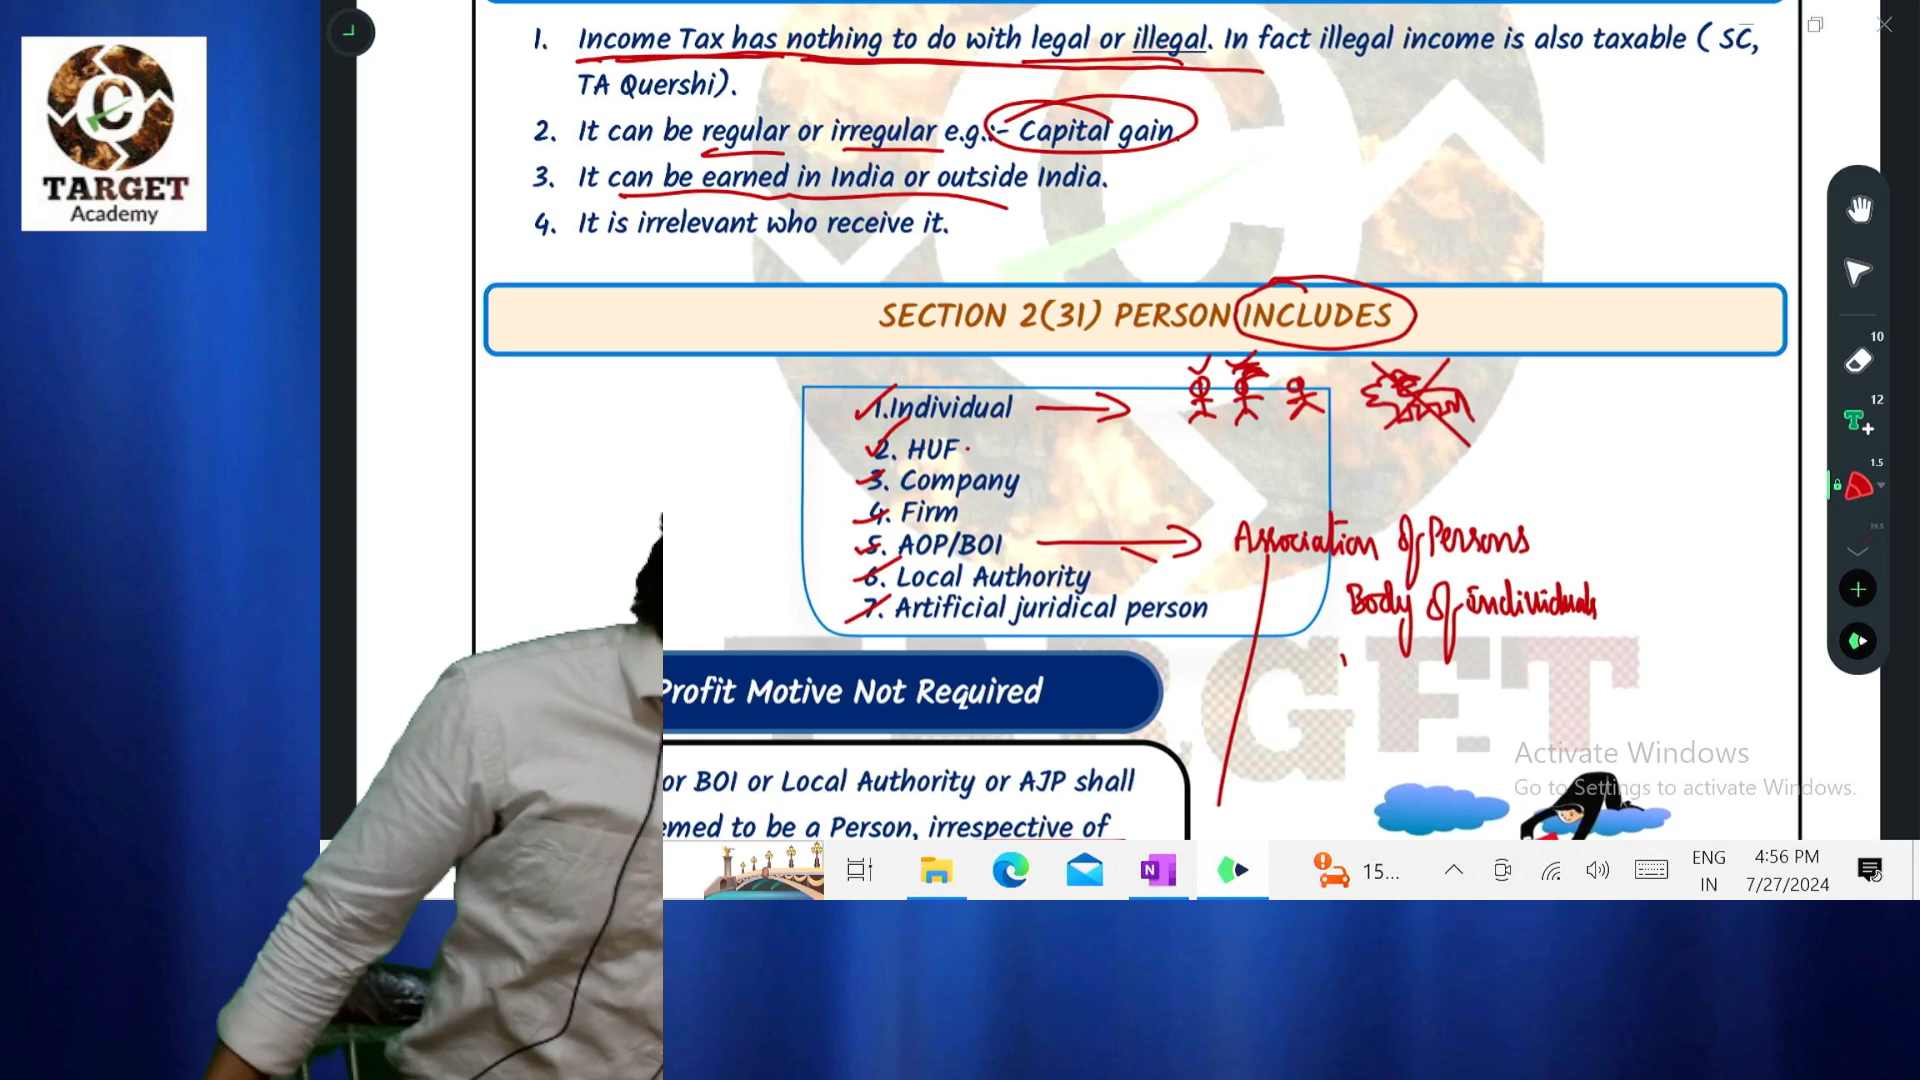 TARGET
Academy
1. Income Tax has nothing to do with legal or illegal. In fact illegal income is also taxable ( SC,
TA Quershi).
2. It can be regular or irregular e.g.:- Capital gain.
3. It can be earned in India or outside India.
4. It is irrelevant who receive it.
SECTION 2(31) PERSON INCLUDES
1.Individual
2. HUF
3. Company
4. Firm
5. AOP/BOI
6. Local Authority
7. Artificial juridical person
Association of Persons
Body of individuals
Profit Motive Not Required
or BOI or Local Authority or AJP shall
emed to be a Person, irrespective of
TARGET
Activate Windows
Go to Settings to activate Windows.
10
12
1.5
15...
ENG
IN
4:56 PM
7/27/2024